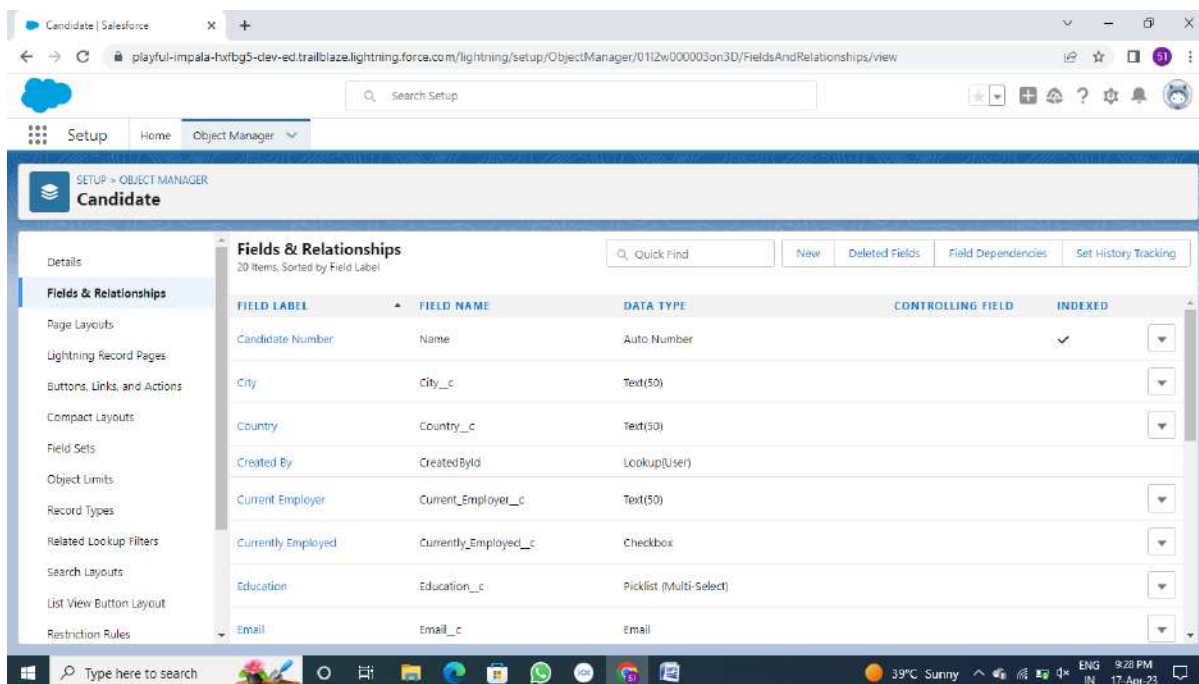 Candidate | Salesforce
playful-impala-hxfbg5-dev-ed.trailblaze.lightning.force.com/lightning/setup/ObjectManager/01I2w000003on3D/FieldsAndRelationships/view
51
Search Setup
Setup Home Object Manager
SETUP > OBJECT MANAGER
Candidate
Details
Fields & Relationships
Page Layouts
Lightning Record Pages
Buttons, Links, and Actions
Compact Layouts
Field Sets
Object Limits
Record Types
Related Lookup Filters
Search Layouts
List View Button Layout
Restriction Rules
Fields & Relationships
20 Items, Sorted by Field Label
Quick Find New Deleted Fields Field Dependencies Set History Tracking
FIELD LABEL FIELD NAME DATA TYPE CONTROLLING FIELD INDEXED
Candidate Number Name Auto Number
City City__c Text(50)
Country Country__c Text(50)
Created By CreatedById Lookup(User)
Current Employer Current_Employer__c Text(50)
Currently Employed Currently_Employed__c Checkbox
Education Education__c Picklist (Multi-Select)
Email Email__c Email
Type here to search 39°C Sunny ENG 9:28 PM
IN 17-Apr-23